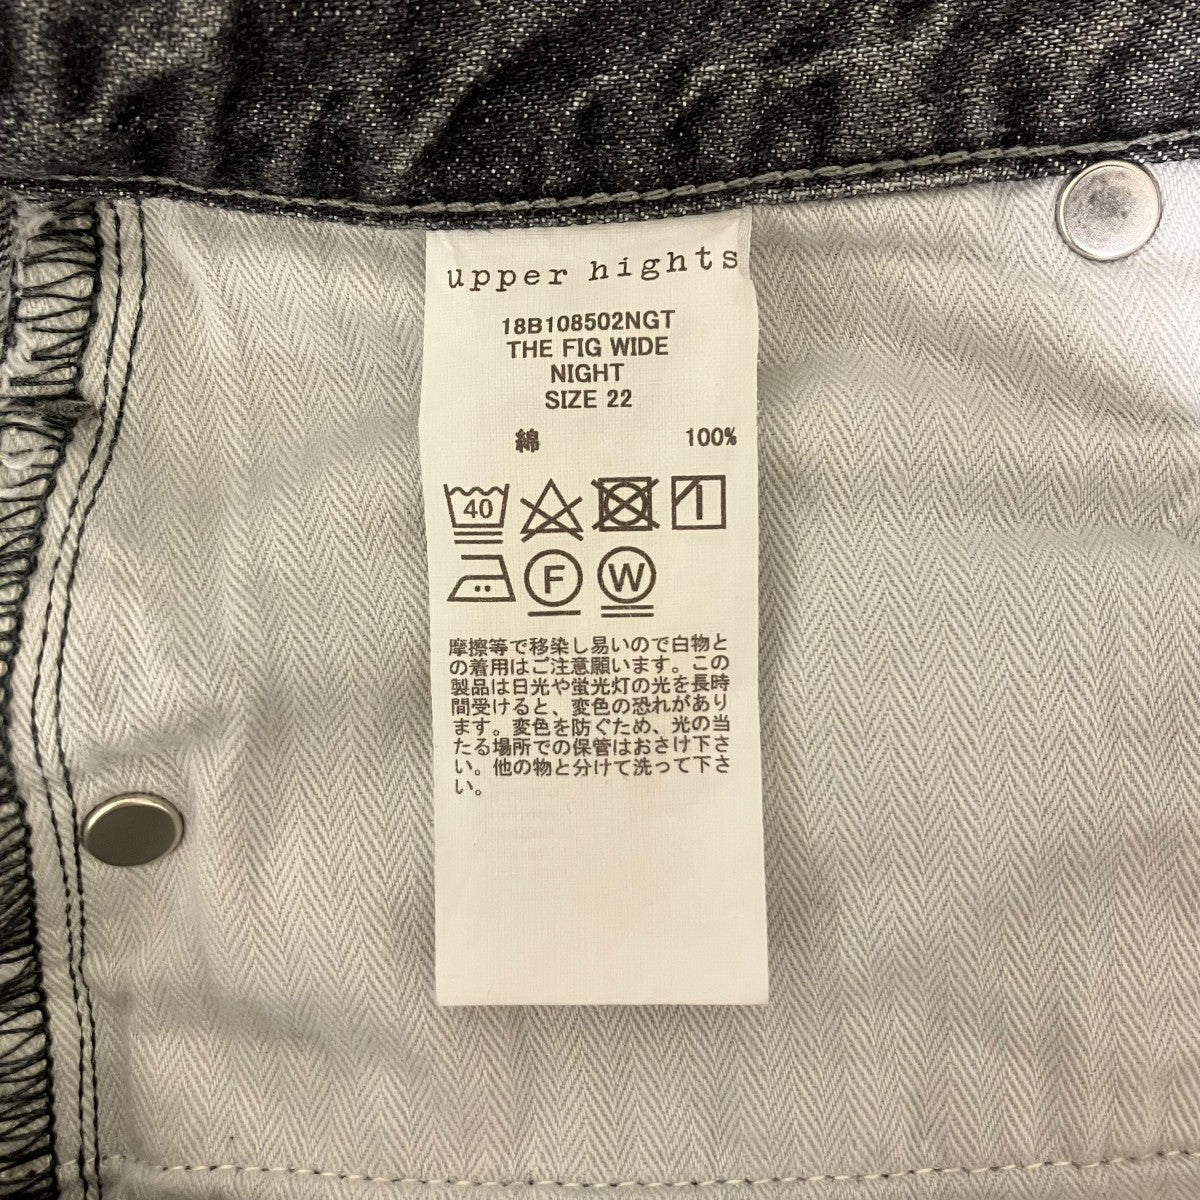 upper hights
18B108502NGT
THE FIG WIDE
NIGHT
SIZE 22
綿 100%
40
F W
摩擦等で移染し易いので白物と
の着用はご注意願います。この
製品は日光や蛍光灯の光を長時
間受けると、変色の恐れがあり
ます。変色を防ぐため、光の当
たる場所での保管はおさけ下さ
い。他の物と分けて洗って下さ
い。